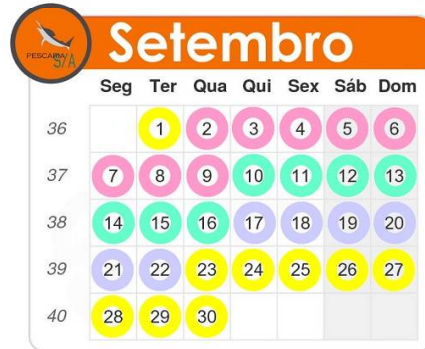 PESCARIA
S/A
Setembro
Seg Ter Qua Qui Sex Sáb Dom
36 1 2 3 4 5 6
37 7 8 9 10 11 12 13
38 14 15 16 17 18 19 20
39 21 22 23 24 25 26 27
40 28 29 30